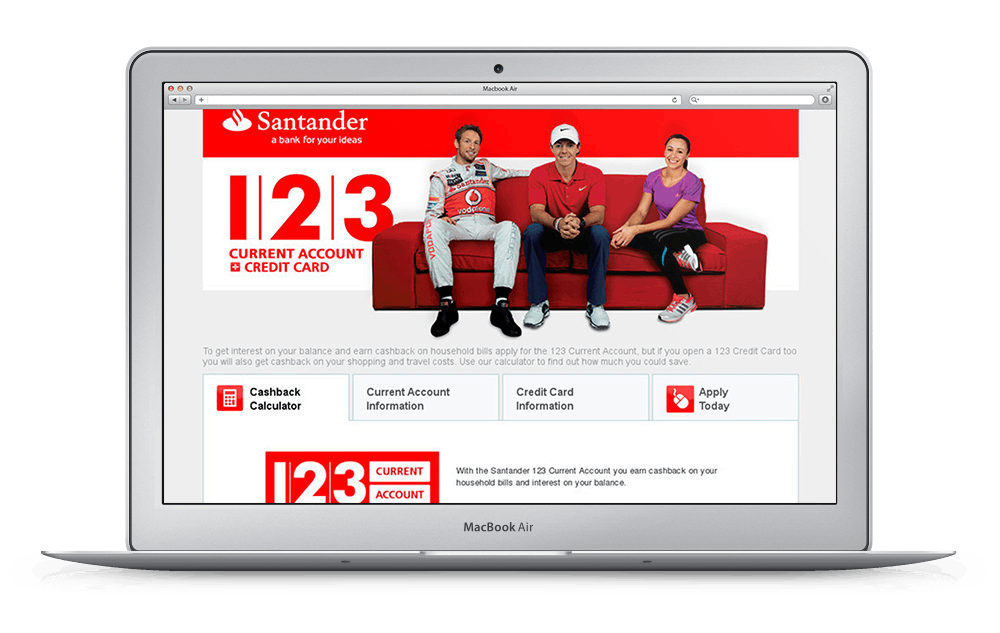 Macbook Air
Santander
a bank for your ideas
Santander
vodafone
VODAFO
1|2|3
CURRENT ACCOUNT
+ CREDIT CARD
To get interest on your balance and earn cashback on household bills apply for the 123 Current Account, but if you open a 123 Credit Card too
you will also get cashback on your shopping and travel costs. Use our calculator to find out how much you could save.
Cashback
Calculator
Current Account
Information
Credit Card
Information
Apply
Today
1|2|3
CURRENT
ACCOUNT
With the Santander 123 Current Account you earn cashback on your
household bills and interest on your balance.
MacBook Air